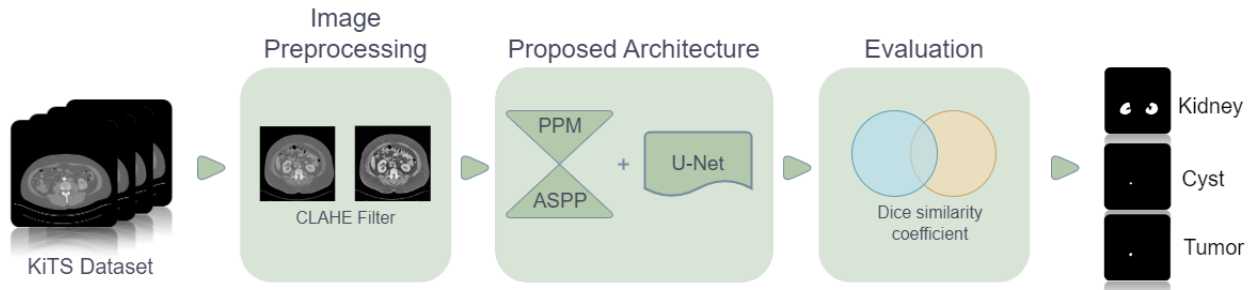 Image
Preprocessing
Proposed Architecture
Evaluation
PPM
ASPP
+
U-Net
CLAHE Filter
Dice similarity
coefficient
KiTS Dataset
Kidney
Cyst
Tumor